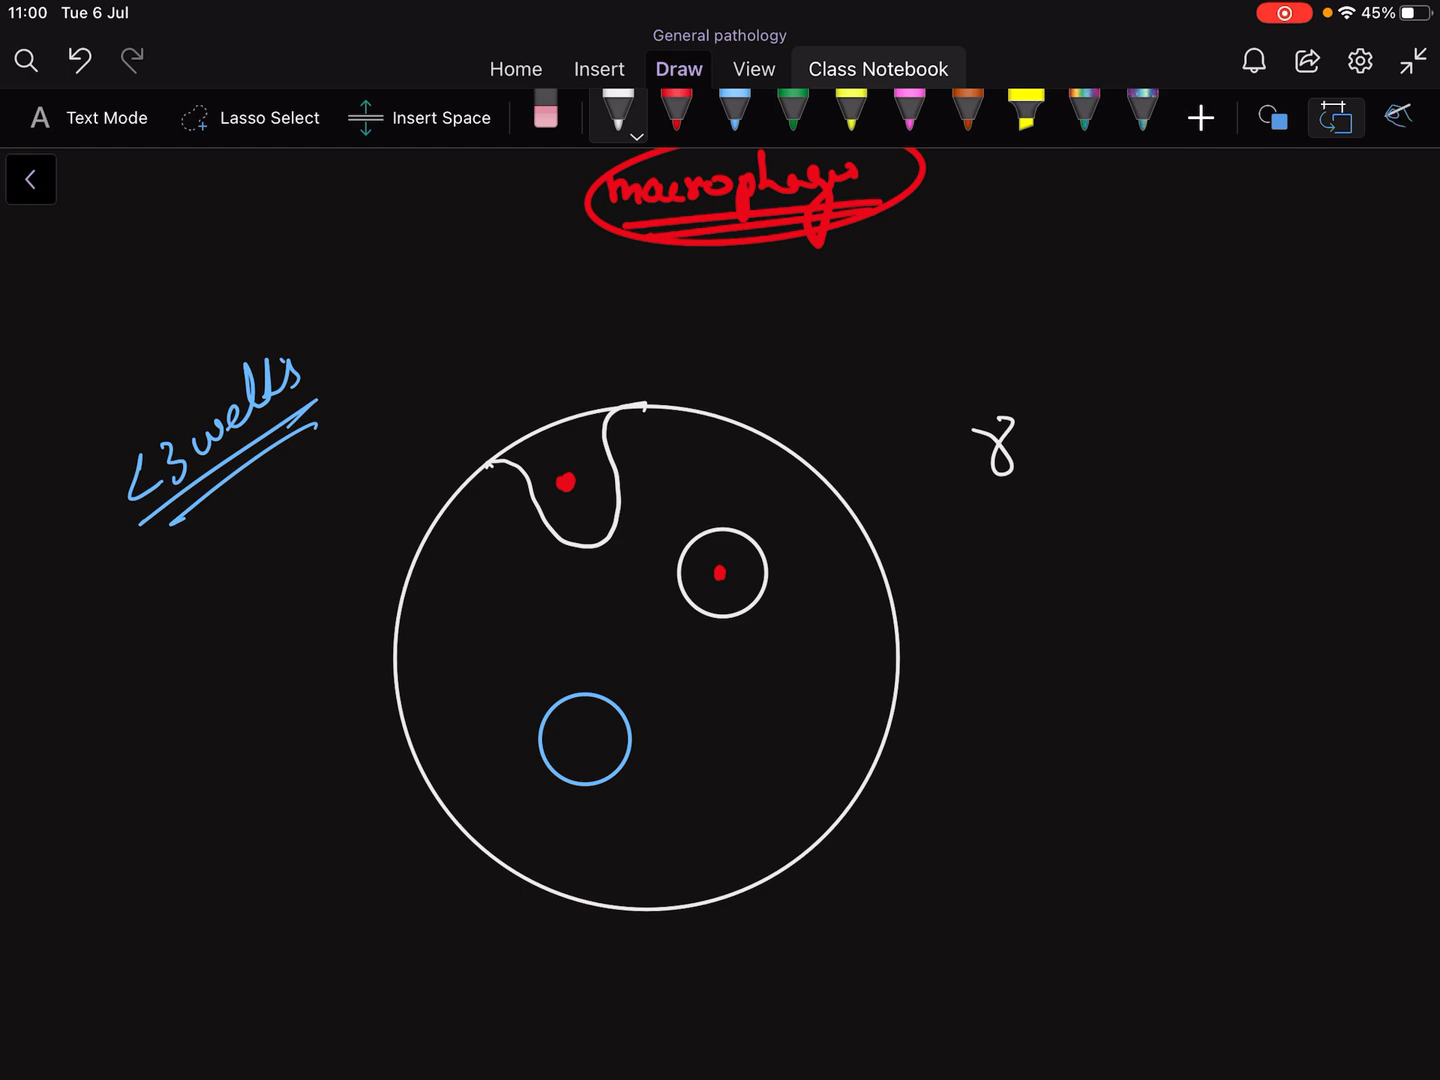 11:00 Tue 6 Jul
45%
General pathology
Home Insert Draw View Class Notebook
A Text Mode Lasso Select Insert Space
macrophages
<3 weeks
γ